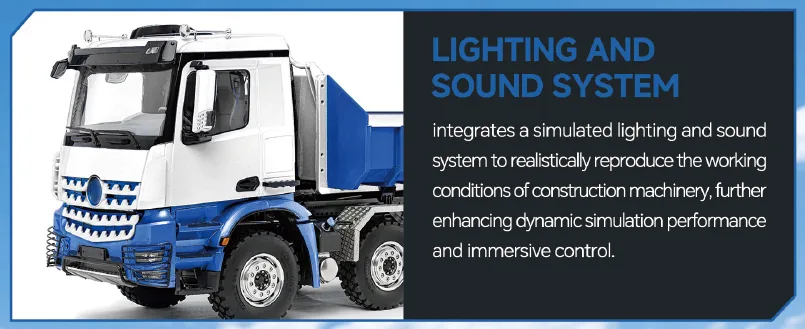 LIGHTING AND
SOUND SYSTEM
integrates a simulated lighting and sound
system to realistically reproduce the working
conditions of construction machinery, further
enhancing dynamic simulation performance
and immersive control.